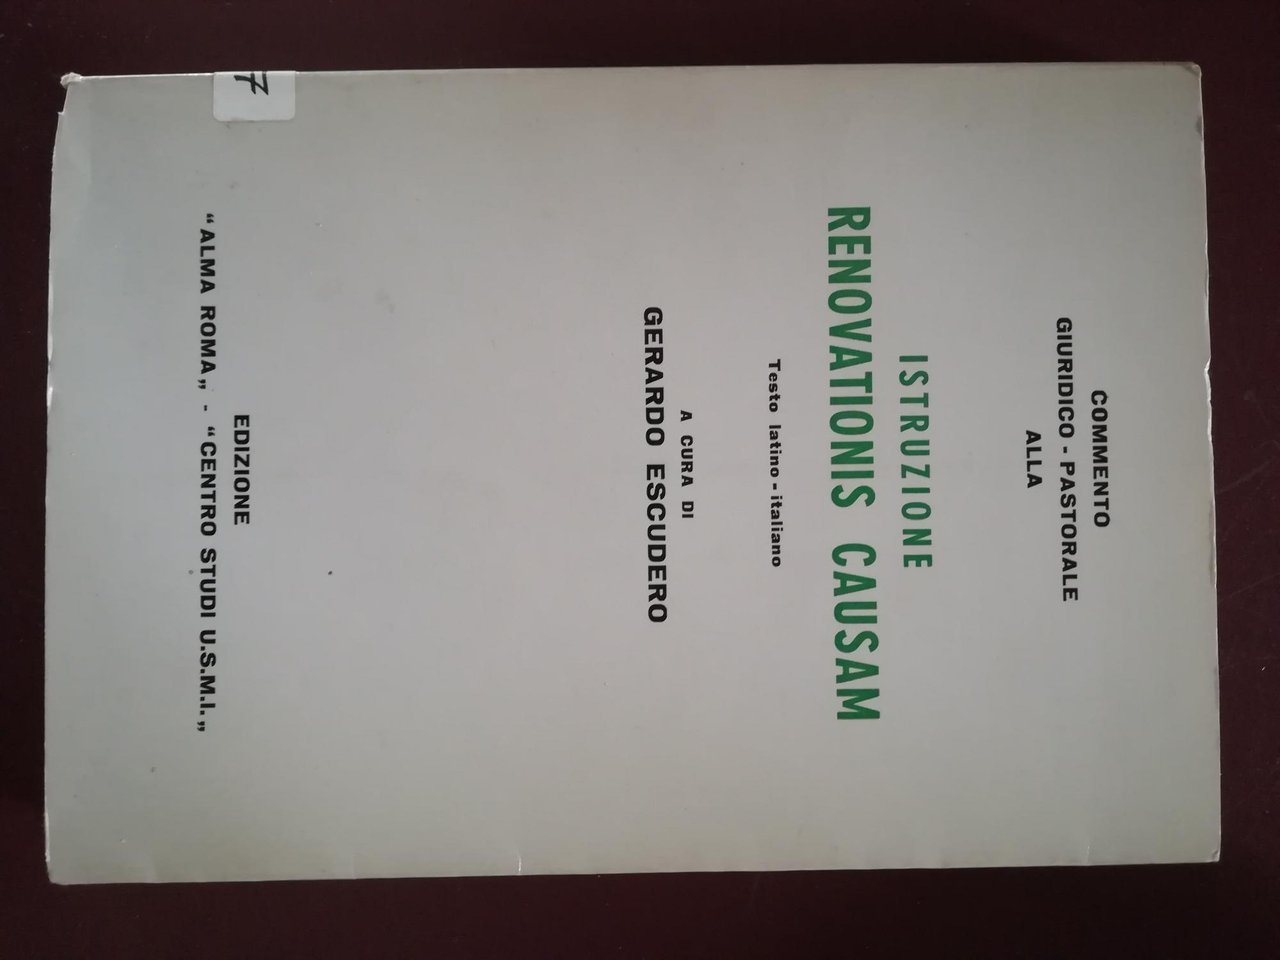 COMMENTO
GIURIDICO - PASTORALE
ALLA
ISTRUZIONE
RENOVATIONIS CAUSAM
Testo latino - italiano
A CURA DI
GERARDO ESCUDERO
EDIZIONE
“ALMA ROMA„ - “CENTRO STUDI U.S.M.I.„
7